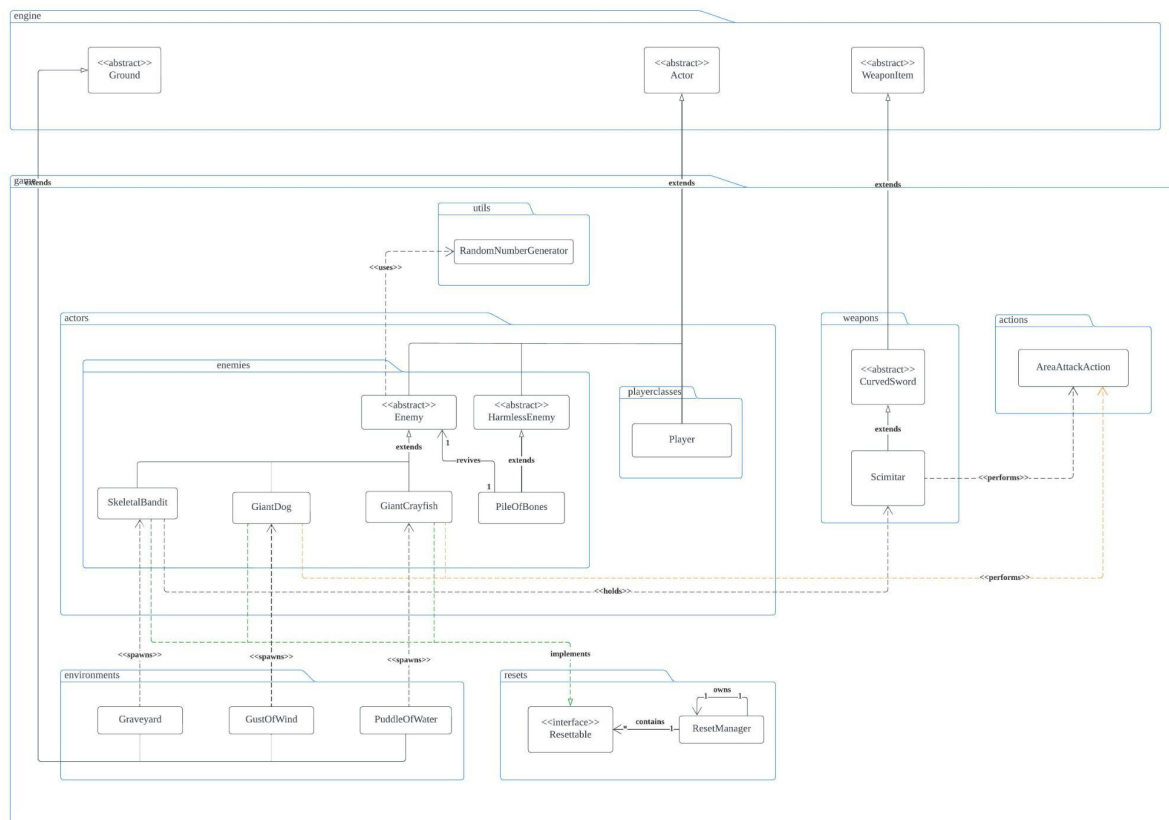 engine
<<abstract>>
Ground
<<abstract>>
Actor
<<abstract>>
WeaponItem
game
extends
extends
extends
utils
RandomNumberGenerator
<<uses>>
actors
weapons
actions
enemies
<<abstract>>
CurvedSword
AreaAttackAction
playerclasses
<<abstract>>
Enemy
<<abstract>>
HarmlessEnemy
extends
Player
1
extends
revives
extends
Scimitar
<<performs>>
1
SkeletalBandit
GiantDog
GiantCrayfish
PileOfBones
<<performs>>
<<holds>>
<<spawns>>
<<spawns>>
<<spawns>>
implements
environments
resets
owns
1
1
Graveyard
GustOfWind
PuddleOfWater
<<interface>>
Resettable
*
contains
1
ResetManager